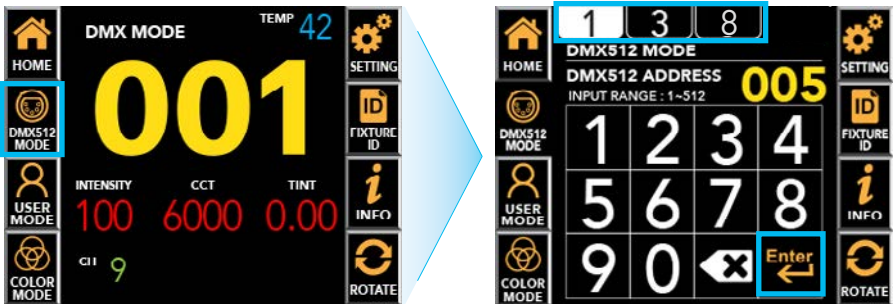 DMX MODE
TEMP 42
001
INTENSITY CCT TINT
100 6000 0.00
CH 9
HOME
DMX512
MODE
USER
MODE
COLOR
MODE
SETTING
ID
FIXTURE
ID
i
INFO
ROTATE
1 3 8
DMX512 MODE
DMX512 ADDRESS
INPUT RANGE : 1~512
005
1 2 3 4
5 6 7 8
9 0 Enter
HOME
DMX512
MODE
USER
MODE
COLOR
MODE
SETTING
ID
FIXTURE
ID
i
INFO
ROTATE